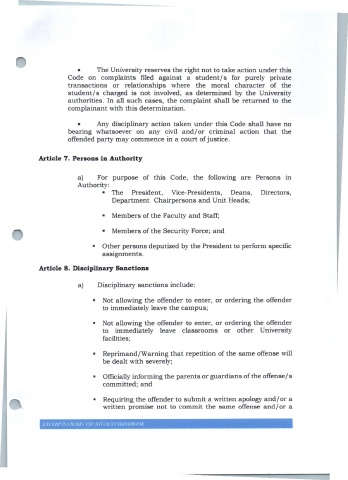 • The University reserves the right not to take action under this
Code on complaints filed against a student/s for purely private
transactions or relationships where the moral character of the
student/s charged is not involved, as determined by the University
authorities. In all such cases, the complaint shall be returned to the
complainant with this determination.
• Any disciplinary action taken under this Code shall have no
bearing whatsoever on any civil and/or criminal action that the
offended party may commence in a court of justice.
Article 7. Persons in Authority
a) For purpose of this Code, the following are Persons in
Authority:
▪ The President, Vice-Presidents, Deans, Directors,
Department Chairpersons and Unit Heads;
▪ Members of the Faculty and Staff;
▪ Members of the Security Force; and
▪ Other persons deputized by the President to perform specific
assignments.
Article 8. Disciplinary Sanctions
a) Disciplinary sanctions include:
▪ Not allowing the offender to enter, or ordering the offender
to immediately leave the campus;
▪ Not allowing the offender to enter, or ordering the offender
to immediately leave classrooms or other University
facilities;
▪ Reprimand/Warning that repetition of the same offense will
be dealt with severely;
▪ Officially informing the parents or guardians of the offense/s
committed; and
▪ Requiring the offender to submit a written apology and/or a
written promise not to commit the same offense and/or a